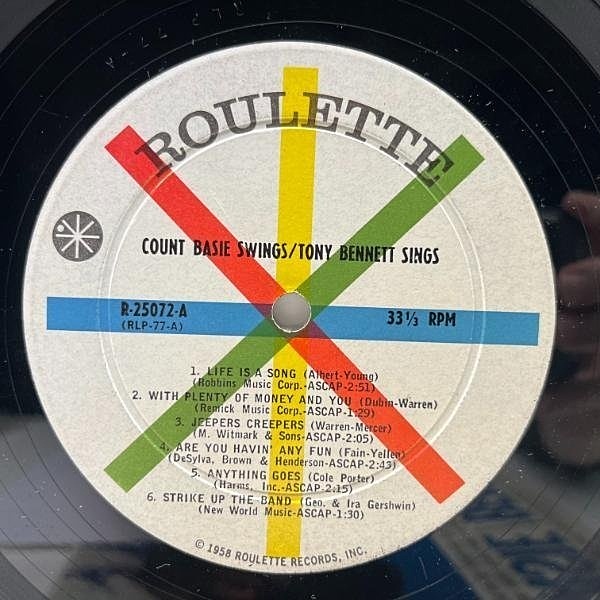 ROULETTE
COUNT BASIE SWINGS/TONY BENNETT SINGS
R-25072-A
(RLP-77-A)
33⅓ RPM
1. LIFE IS A SONG (Ahlert-Young)
(Robbins Music Corp.-ASCAP-2:51)
2. WITH PLENTY OF MONEY AND YOU (Dubin-Warren)
(Remick Music Corp.-ASCAP-1:29)
3. JEEPERS CREEPERS (Warren-Mercer)
(M. Witmark & Sons-ASCAP-2:05)
4. ARE YOU HAVIN' ANY FUN (Fain-Yellen)
(DeSylva, Brown & Henderson-ASCAP-2:43)
5. ANYTHING GOES (Cole Porter)
(Harms, Inc.-ASCAP-2:15)
6. STRIKE UP THE BAND (Geo. & Ira Gershwin)
(New World Music-ASCAP-1:30)
© 1958 ROULETTE RECORDS, INC.